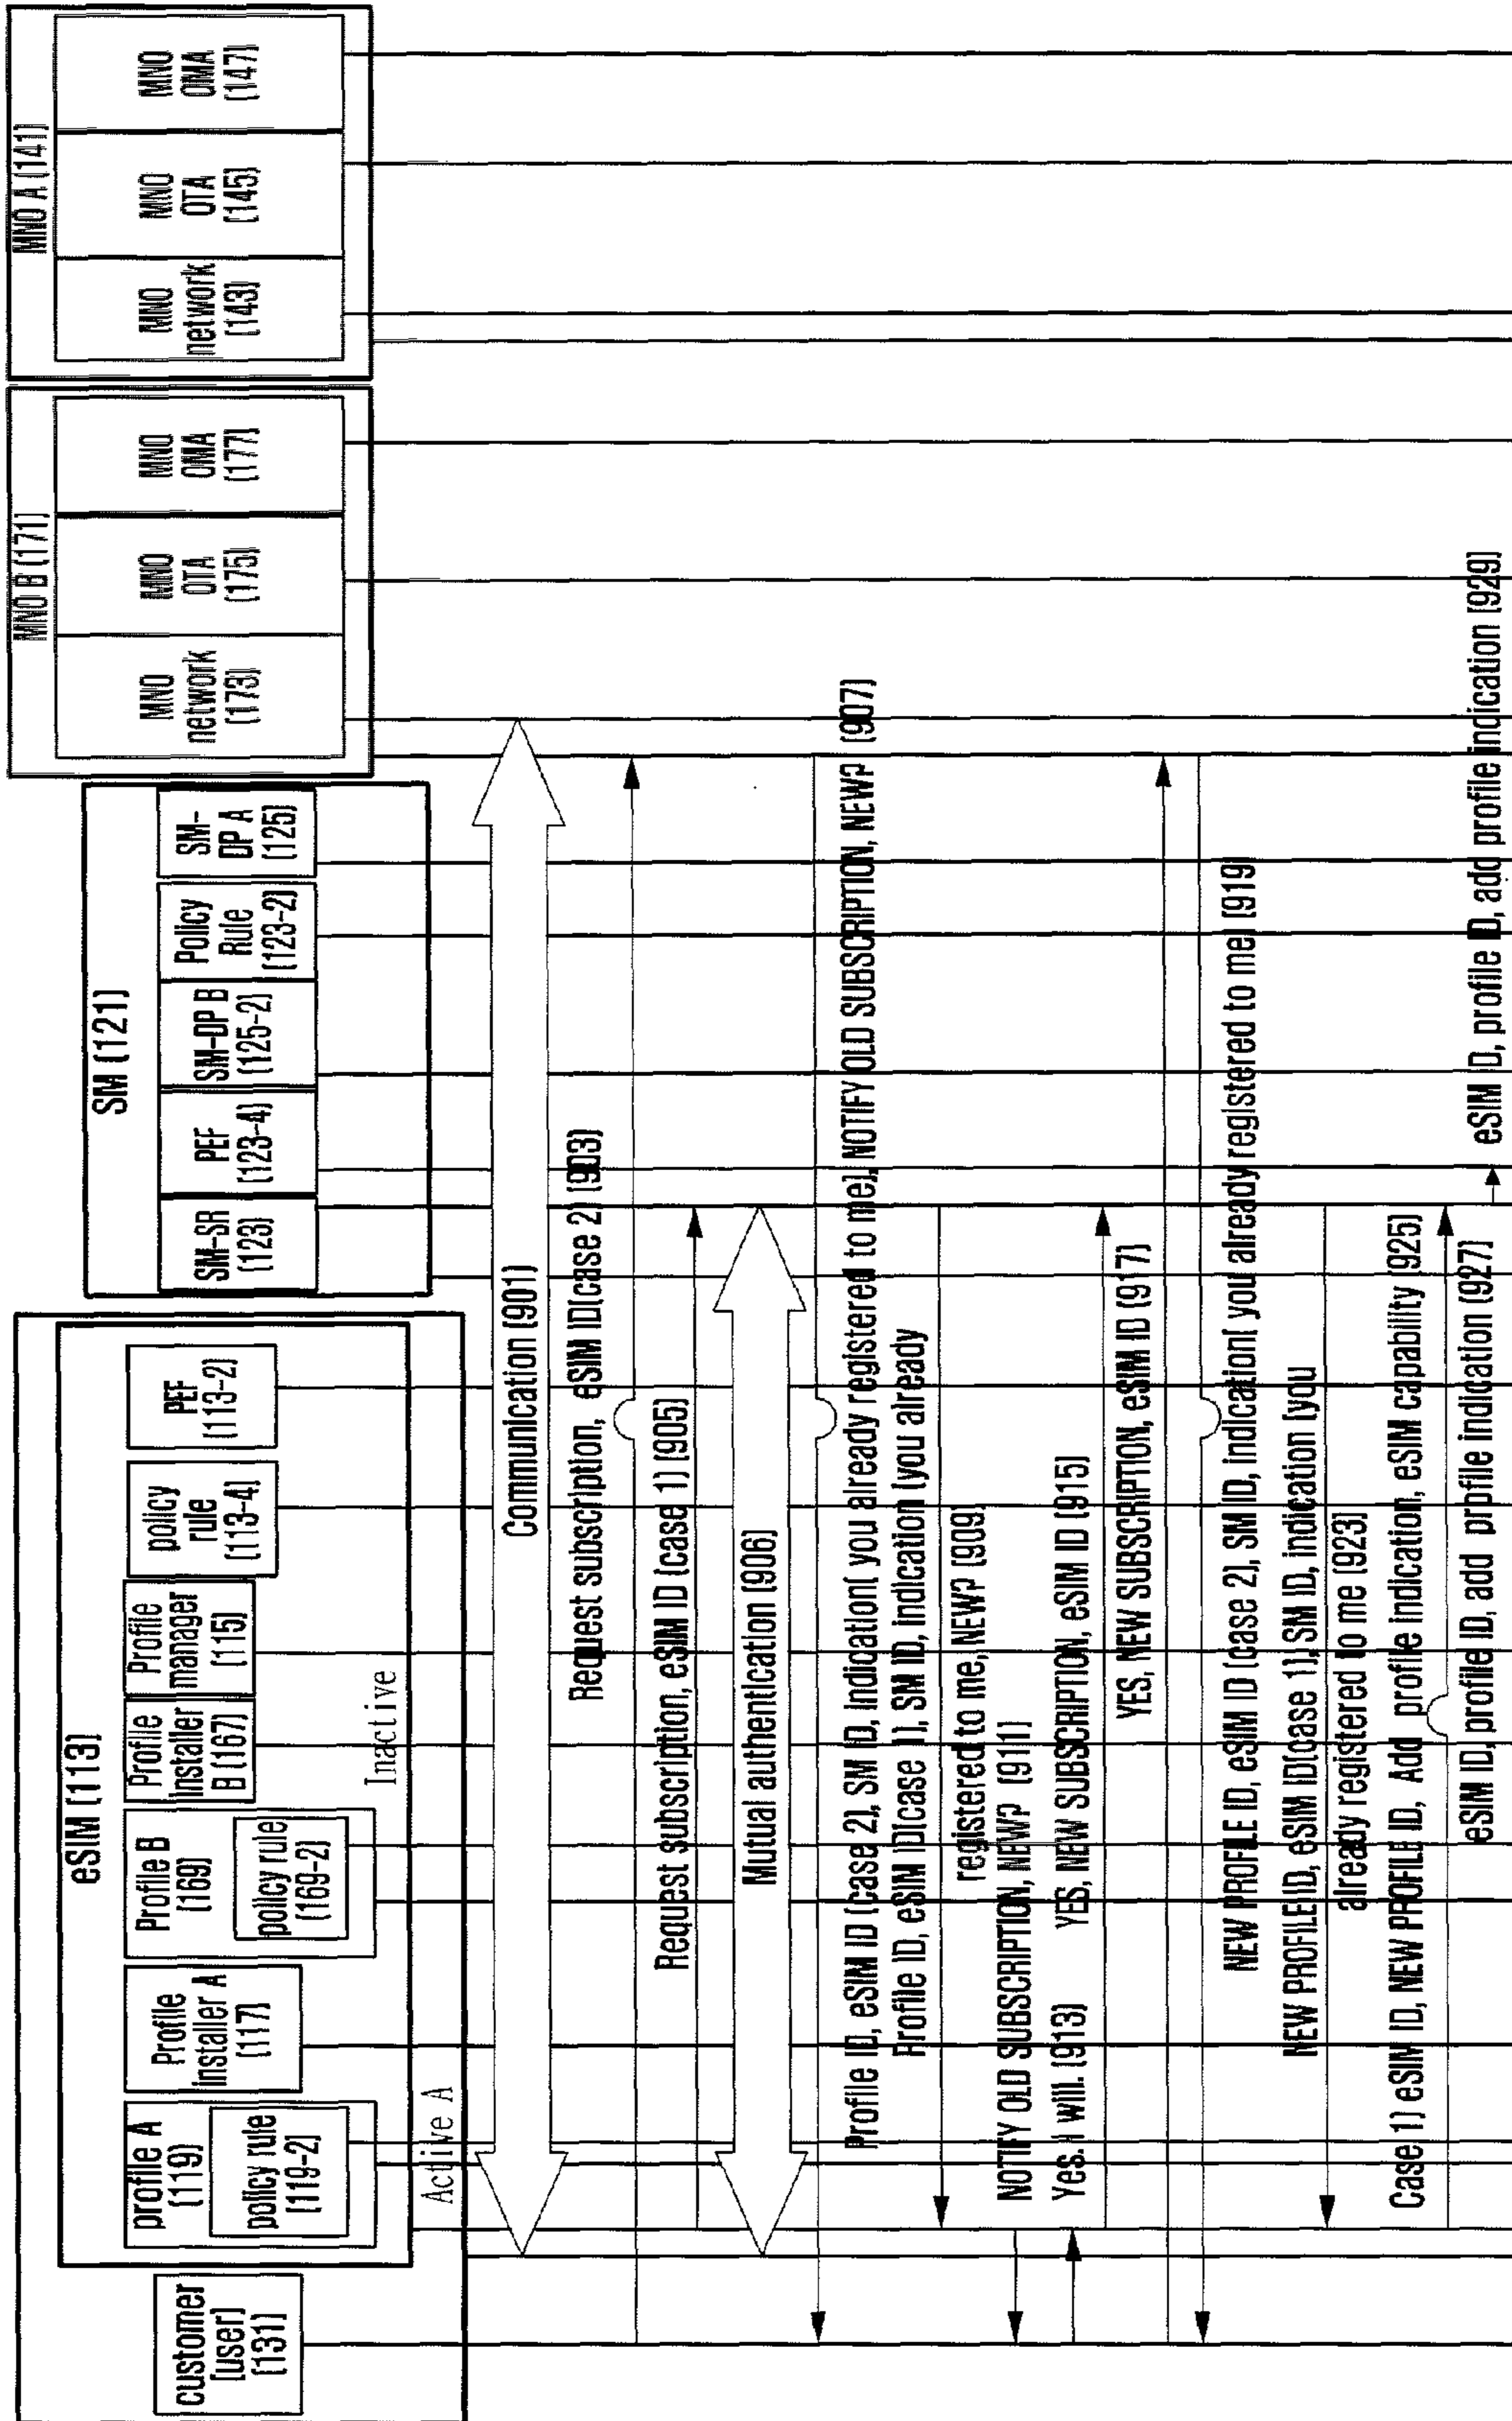 eSIM (113)
customer
(user)
(131)
profile A
(119)
policy rule
(119-2)
Profile
installer A
(117)
Profile B
(169)
policy rule
(169-2)
Profile
installer
B (167)
Profile
manager
(115)
policy
rule
(113-4)
PEF
(113-2)
Active A
Inactive
SM (121)
SM-SR
(123)
PEF
(123-4)
SM-DP B
(125-2)
Policy
Rule
(123-2)
SM-
DP A
(125)
MNO B (171)
MNO
network
(173)
MNO
OTA
(175)
MNO
OMA
(177)
MNO A (141)
MNO
network
(143)
MNO
OTA
(145)
MNO
OMA
(147)
Communication (901)
Request subscription, eSIM ID(case 2) (903)
Request subscription, eSIM ID (case 1) (905)
Mutual authentication (906)
Profile ID, eSIM ID (case 2), SM ID, Indication( you already registered to me), NOTIFY OLD SUBSCRIPTION, NEW? (907)
Profile ID, eSIM ID(case 1), SM ID, indication (you already
registered to me, NEW? (909)
NOTIFY OLD SUBSCRIPTION, NEW? (911)
Yes. I will. (913)
YES, NEW SUBSCRIPTION, eSIM ID (915)
YES, NEW SUBSCRIPTION, eSIM ID (917)
NEW PROFILE ID, eSIM ID (case 2), SM ID, indication( you already registered to me) (919)
NEW PROFILE ID, eSIM ID(case 1),SM ID, indication (you
already registered to me (923)
Case 1) eSIM ID, NEW PROFILE ID, Add profile indication, eSIM capability (925)
eSIM ID, profile ID, add profile indication (927)
eSIM ID, profile ID, add profile indication (929)